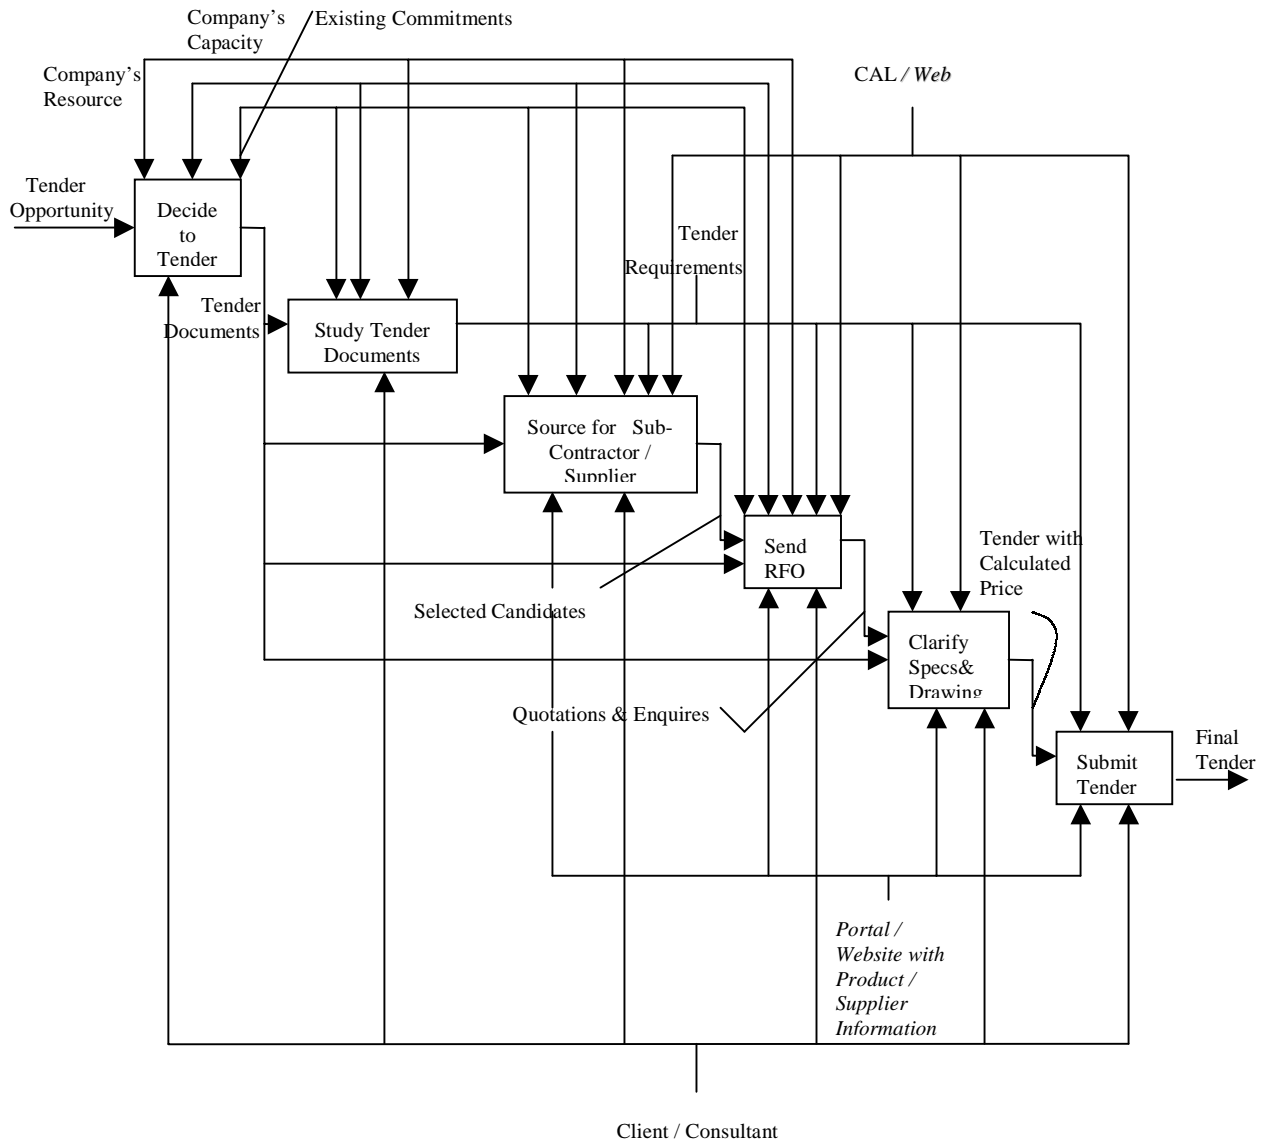 Company’s
Capacity
Existing Commitments
Company’s
Resource
CAL / Web
Tender
Opportunity
Decide
to
Tender
Tender
Requirements
Tender
Documents
Study Tender
Documents
Source for Sub-
Contractor /
Supplier
Send
RFO
Tender with
Calculated
Price
Selected Candidates
Clarify
Specs&
Drawing
Quotations & Enquires
Submit
Tender
Final
Tender
Portal /
Website with
Product /
Supplier
Information
Client / Consultant